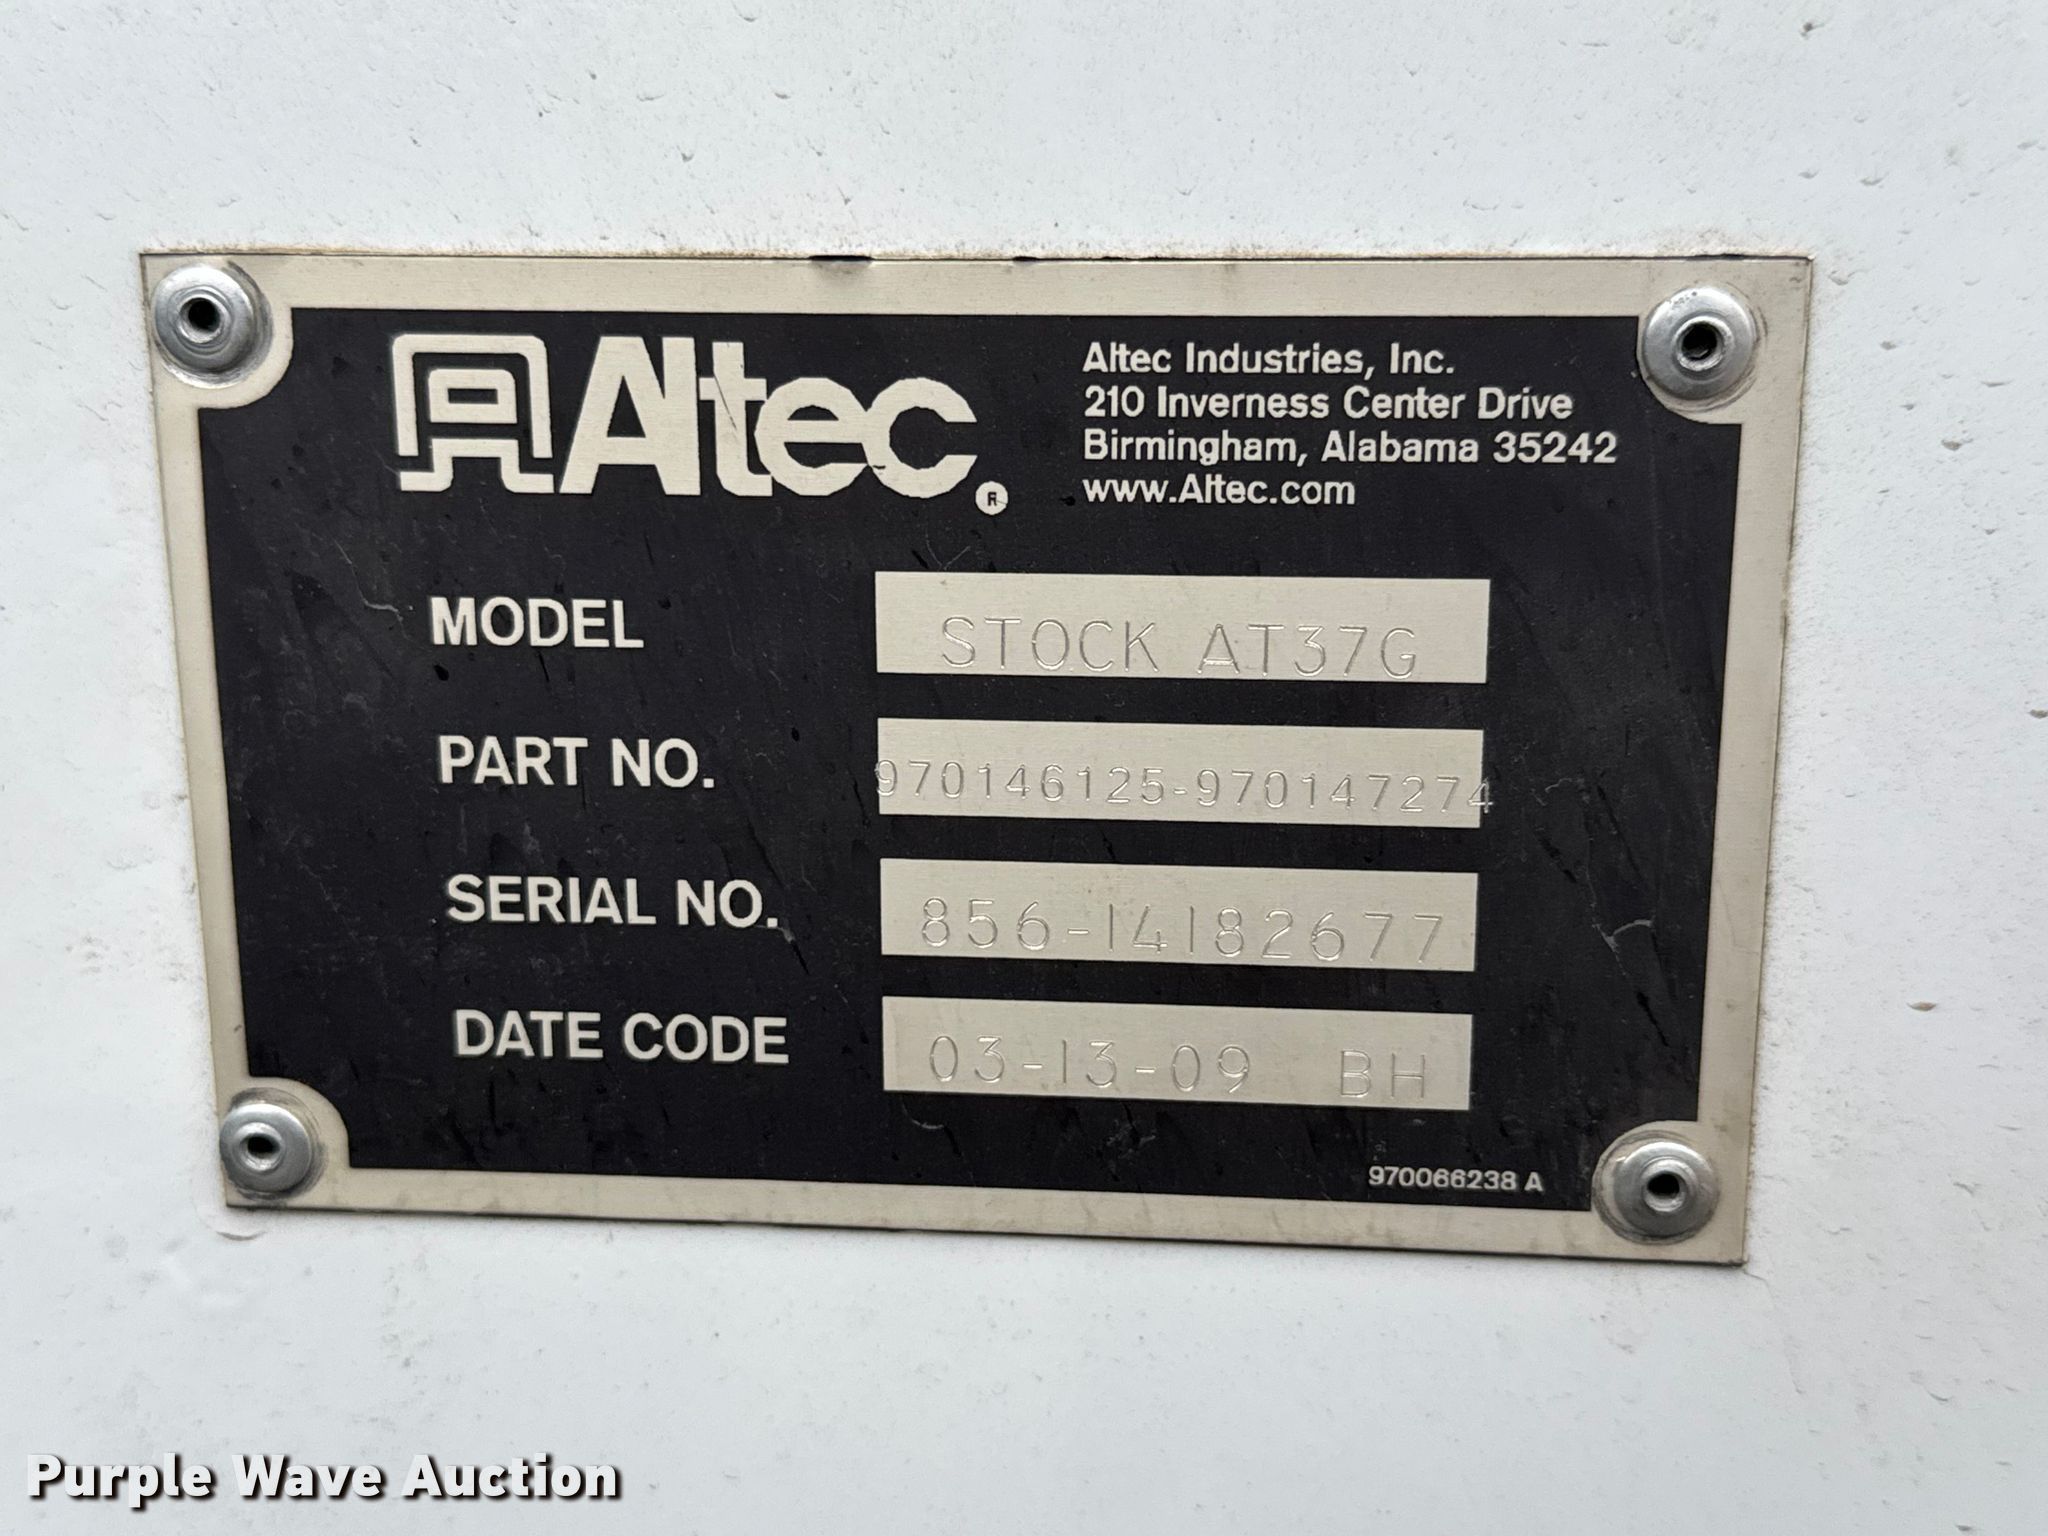 Altec®
Altec Industries, Inc.
210 Inverness Center Drive
Birmingham, Alabama 35242
www.Altec.com
MODEL STOCK AT37G
PART NO. 970146125-970147274
SERIAL NO. 856-14182677
DATE CODE 03-13-09 BH
970066238 A
Purple Wave Auction